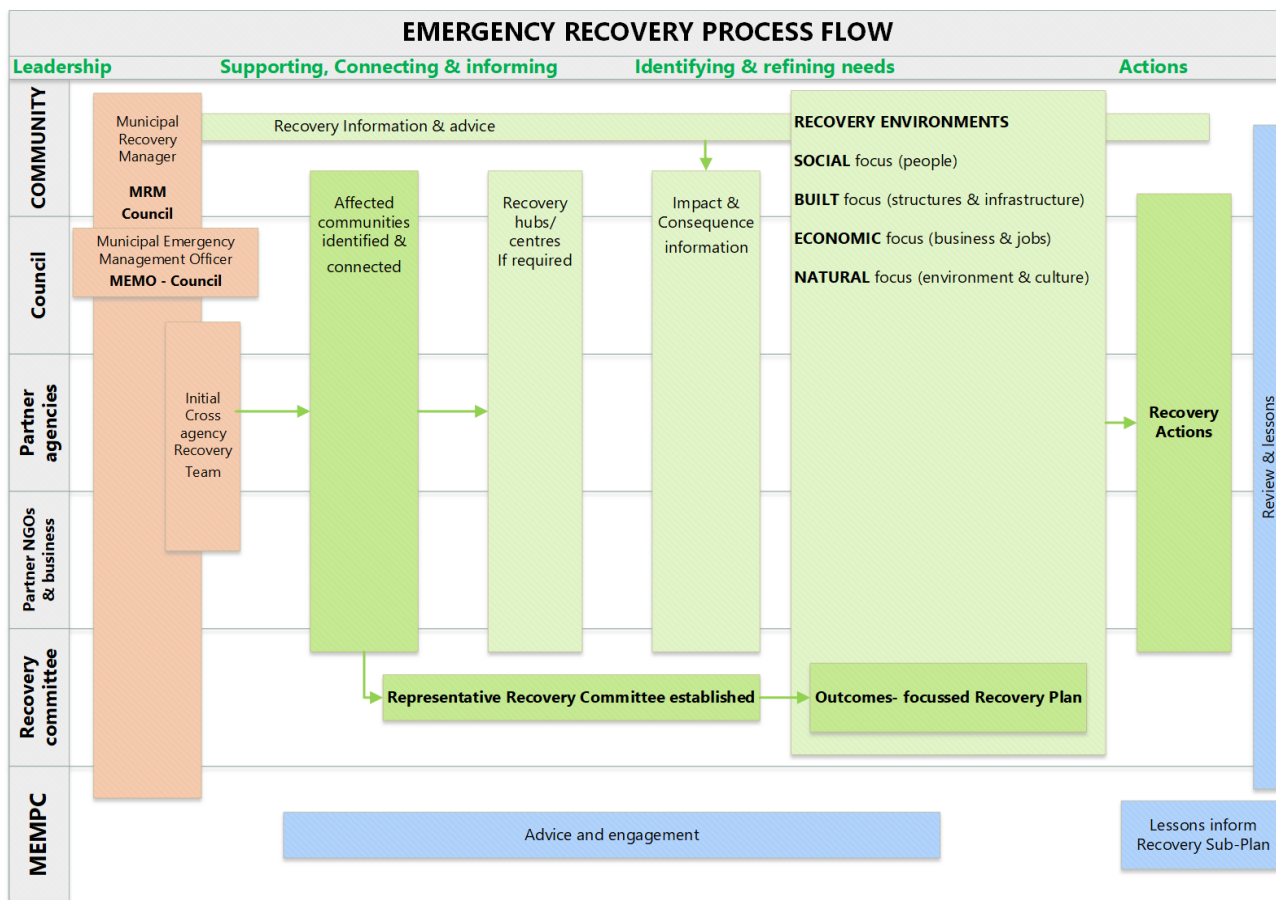 EMERGENCY RECOVERY PROCESS FLOW
Leadership
Supporting, Connecting & informing
Identifying & refining needs
Actions
COMMUNITY
Council
Partner
agencies
Partner NGOs
& business
Recovery
committee
MEMPC
Municipal
Recovery
Manager
MRM
Council
Municipal Emergency
Management Officer
MEMO - Council
Initial
Cross
agency
Recovery
Team
Recovery Information & advice
Affected
communities
identified &
connected
Recovery
hubs/
centres
If required
Impact &
Consequence
information
RECOVERY ENVIRONMENTS
SOCIAL focus (people)
BUILT focus (structures & infrastructure)
ECONOMIC focus (business & jobs)
NATURAL focus (environment & culture)
Recovery
Actions
Review & lessons
Representative Recovery Committee established
Outcomes- focussed Recovery Plan
Advice and engagement
Lessons inform
Recovery Sub-Plan